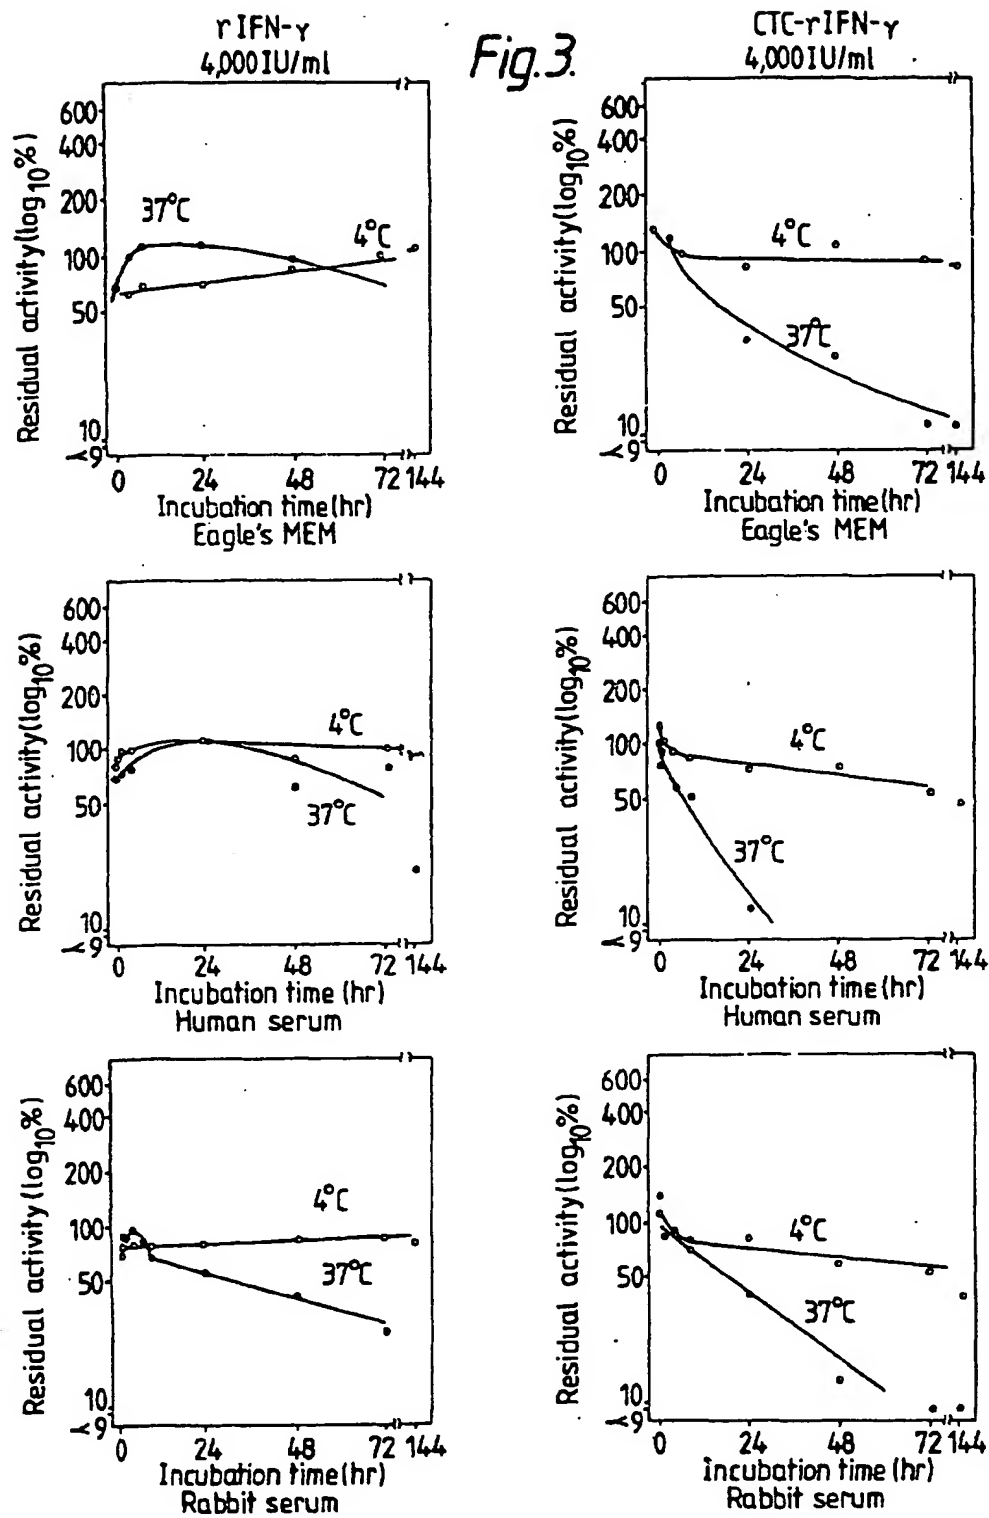 rIFN-γ
4,000 IU/ml
Fig.3.
CTC-rIFN-γ
4,000 IU/ml
Residual activity (log10%)
600
400
200
100
50
10
<9
37°C
4°C
0 24 48 72 144
Incubation time (hr)
Eagle's MEM
Residual activity (log10%)
600
400
200
100
50
10
<9
4°C
37°C
0 24 48 72 144
Incubation time (hr)
Eagle's MEM
Residual activity (log10%)
600
400
200
100
50
10
<9
4°C
37°C
0 24 48 72 144
Incubation time (hr)
Human serum
Residual activity (log10%)
600
400
200
100
50
10
<9
4°C
37°C
0 24 48 72 144
Incubation time (hr)
Human serum
Residual activity (log10%)
600
400
200
100
50
10
<9
4°C
37°C
0 24 48 72 144
Incubation time (hr)
Rabbit serum
Residual activity (log10%)
600
400
200
100
50
10
<9
4°C
37°C
0 24 48 72 144
Incubation time (hr)
Rabbit serum